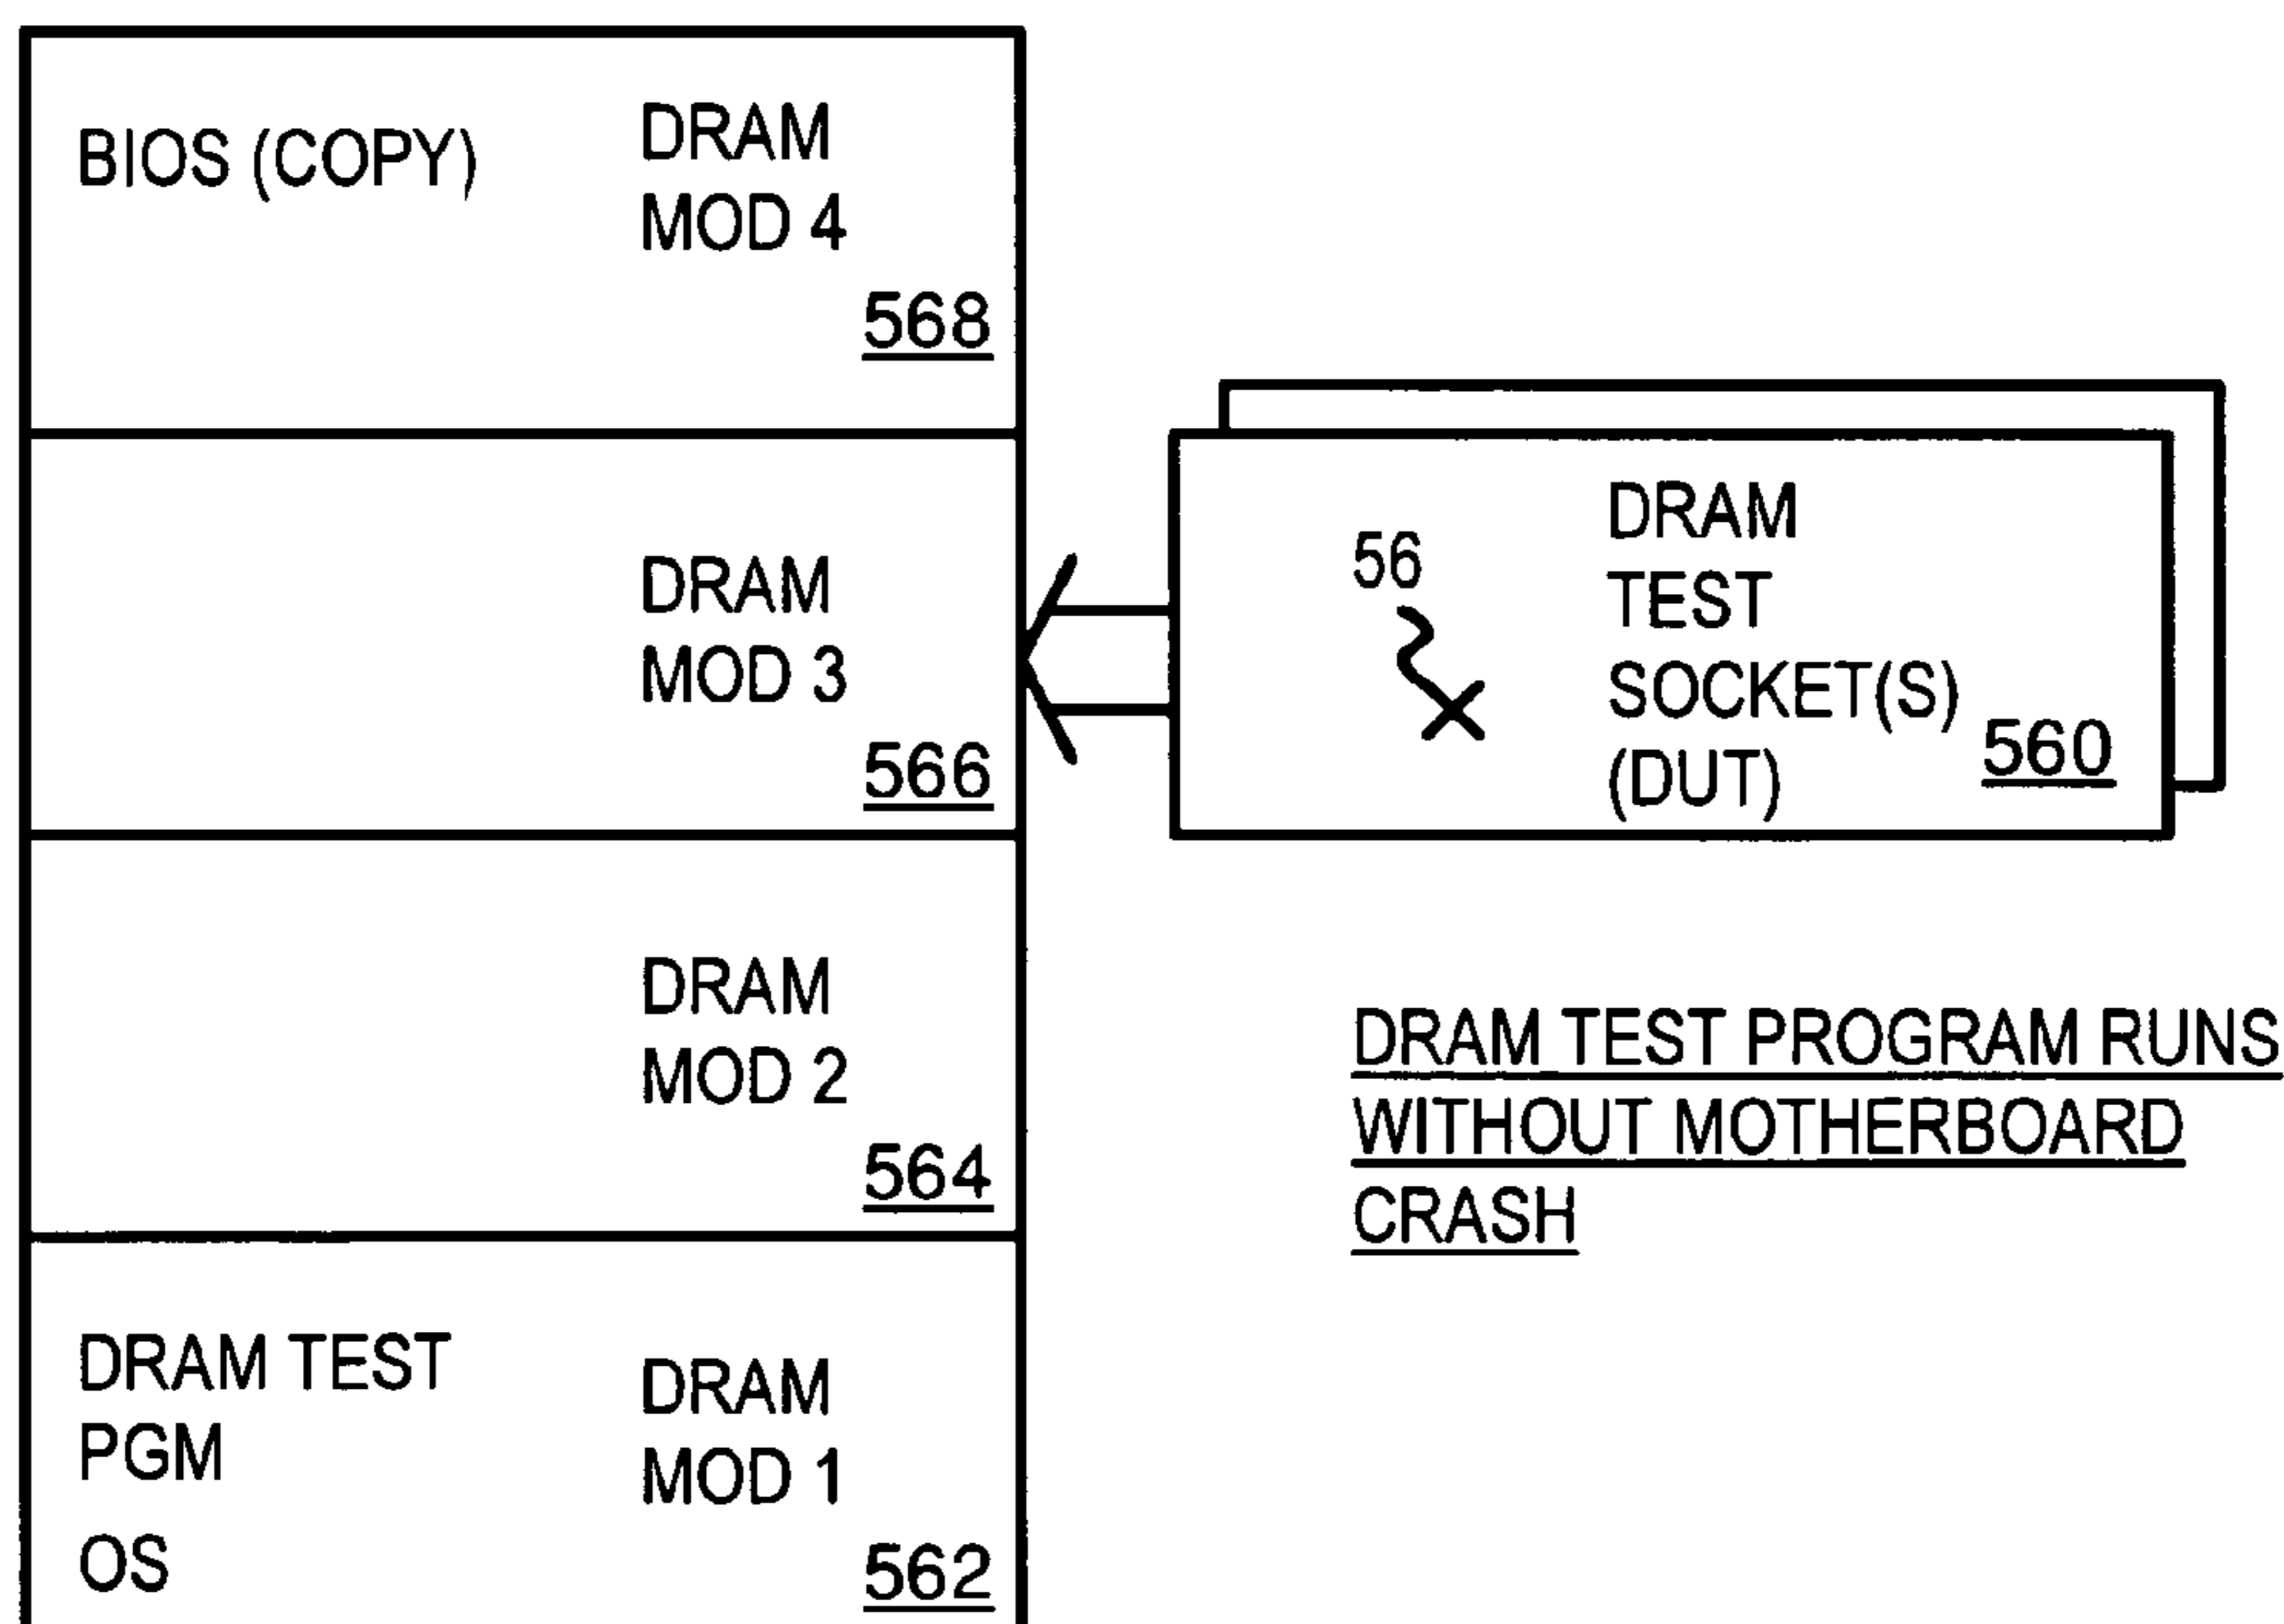 BIOS (COPY)
DRAM
MOD 4
568
DRAM
MOD 3
566
56
DRAM
TEST
SOCKET(S)
(DUT)
560
DRAM
MOD 2
564
DRAM TEST PROGRAM RUNS
WITHOUT MOTHERBOARD
CRASH
DRAM TEST
PGM
OS
DRAM
MOD 1
562